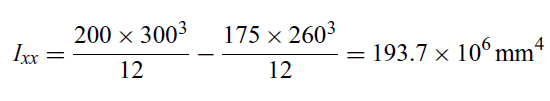 Ixx = 200 × 300³ / 12 − 175 × 260³ / 12 = 193.7 × 10⁶ mm⁴